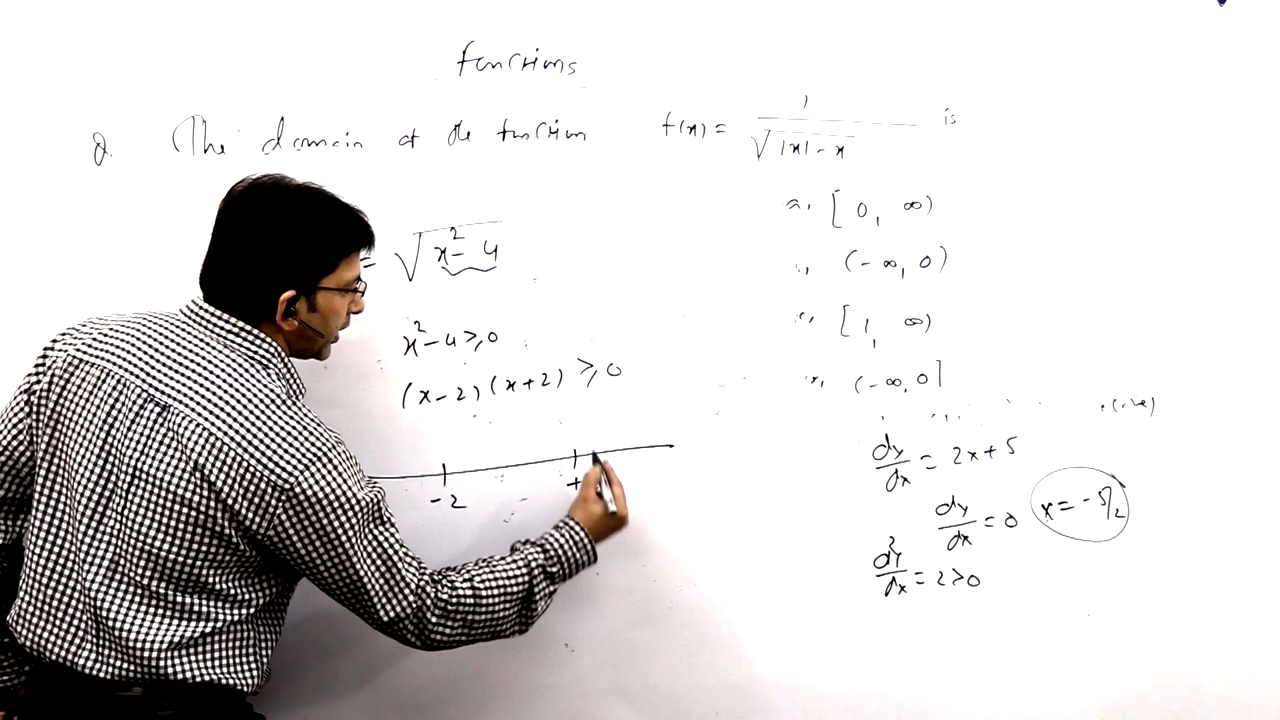 Functions
Q. The domain of the function f(x) = 1/√(|x| - x) is
a, [0, ∞)
(-∞, 0)
[1, ∞)
(-∞, 0]
= √(x² - 4)
x² - 4 ≥ 0
(x-2)(x+2) ≥ 0
-2 +
dy/dx = 2x+5
dy/dx = 0 x = -5/2
d²y/dx = 2>0